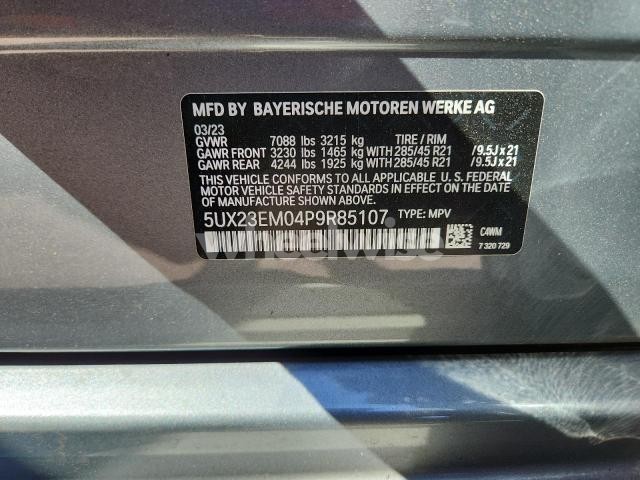 MFD BY BAYERISCHE MOTOREN WERKE AG
03/23
GVWR 7088 lbs 3215 kg TIRE / RIM
GAWR FRONT 3230 lbs 1465 kg WITH 285/45 R21 /9.5J x 21
GAWR REAR 4244 lbs 1925 kg WITH 285/45 R21 /9.5J x 21
THIS VEHICLE CONFORMS TO ALL APPLICABLE U. S. FEDERAL
MOTOR VEHICLE SAFETY STANDARDS IN EFFECT ON THE
DATE OF MANUFACTURE SHOWN ABOVE.
5UX23EM04P9R85107 TYPE: MPV
C4WM
7 320 729
wheelwise